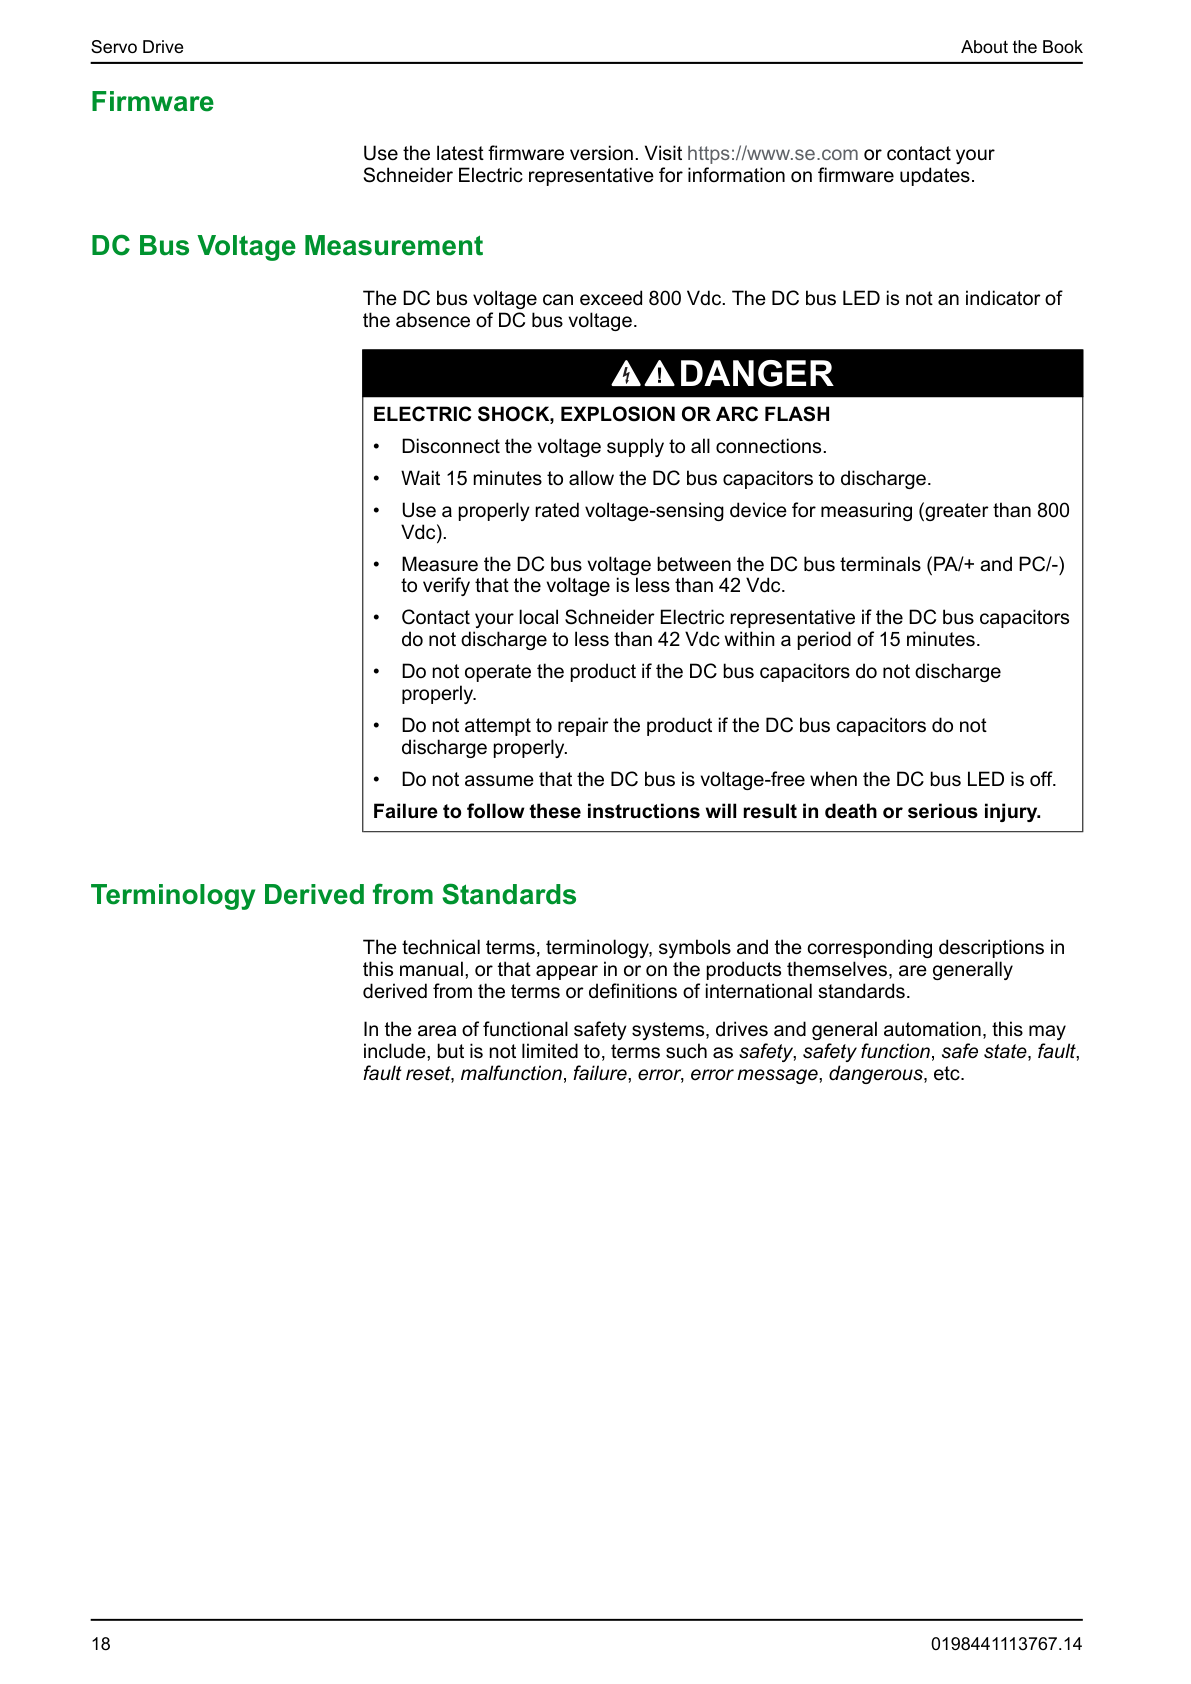 Servo Drive
About the Book
Firmware
Use the latest firmware version. Visit https://www.se.com or contact your
Schneider Electric representative for information on firmware updates.
DC Bus Voltage Measurement
The DC bus voltage can exceed 800 Vdc. The DC bus LED is not an indicator of
the absence of DC bus voltage.
DANGER
ELECTRIC SHOCK, EXPLOSION OR ARC FLASH
• Disconnect the voltage supply to all connections.
• Wait 15 minutes to allow the DC bus capacitors to discharge.
• Use a properly rated voltage-sensing device for measuring (greater than 800
Vdc).
• Measure the DC bus voltage between the DC bus terminals (PA/+ and PC/-)
to verify that the voltage is less than 42 Vdc.
• Contact your local Schneider Electric representative if the DC bus capacitors
do not discharge to less than 42 Vdc within a period of 15 minutes.
• Do not operate the product if the DC bus capacitors do not discharge
properly.
• Do not attempt to repair the product if the DC bus capacitors do not
discharge properly.
• Do not assume that the DC bus is voltage-free when the DC bus LED is off.
Failure to follow these instructions will result in death or serious injury.
Terminology Derived from Standards
The technical terms, terminology, symbols and the corresponding descriptions in
this manual, or that appear in or on the products themselves, are generally
derived from the terms or definitions of international standards.
In the area of functional safety systems, drives and general automation, this may
include, but is not limited to, terms such as safety, safety function, safe state, fault,
fault reset, malfunction, failure, error, error message, dangerous, etc.
18
0198441113767.14